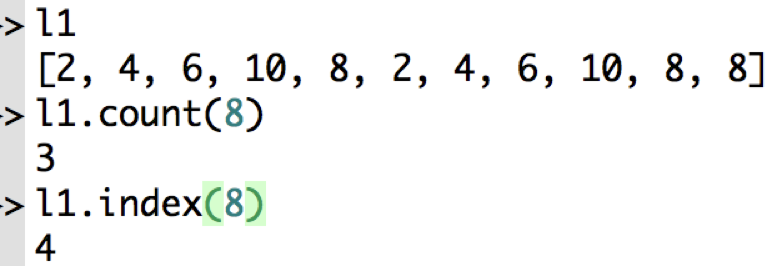 > l1
[2, 4, 6, 10, 8, 2, 4, 6, 10, 8, 8]
> l1.count(8)
3
> l1.index(8)
4